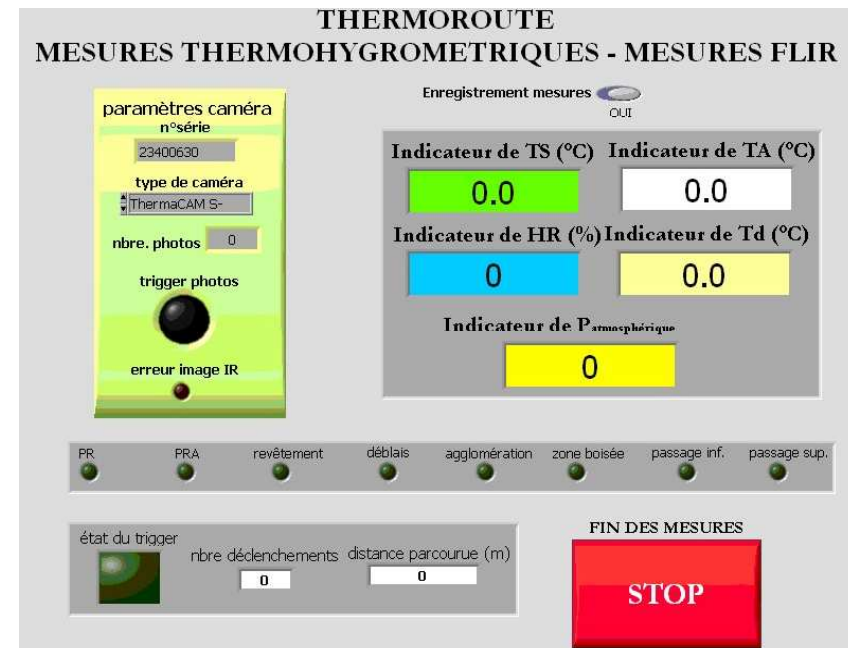 THERMOROUTE
MESURES THERMOHYGROMETRIQUES - MESURES FLIR
paramètres caméra
n°série
23400630
type de caméra
ThermaCAM S-
nbre. photos 0
trigger photos
erreur image IR
Enregistrement mesures
OUI
Indicateur de TS (°C) Indicateur de TA (°C)
0.0 0.0
Indicateur de HR (%) Indicateur de Td (°C)
0 0.0
Indicateur de Patmosphérique
0
PR PRA revêtement déblais agglomération zone boisée passage inf. passage sup.
état du trigger
nbre déclenchements distance parcourue (m)
0 0
FIN DES MESURES
STOP